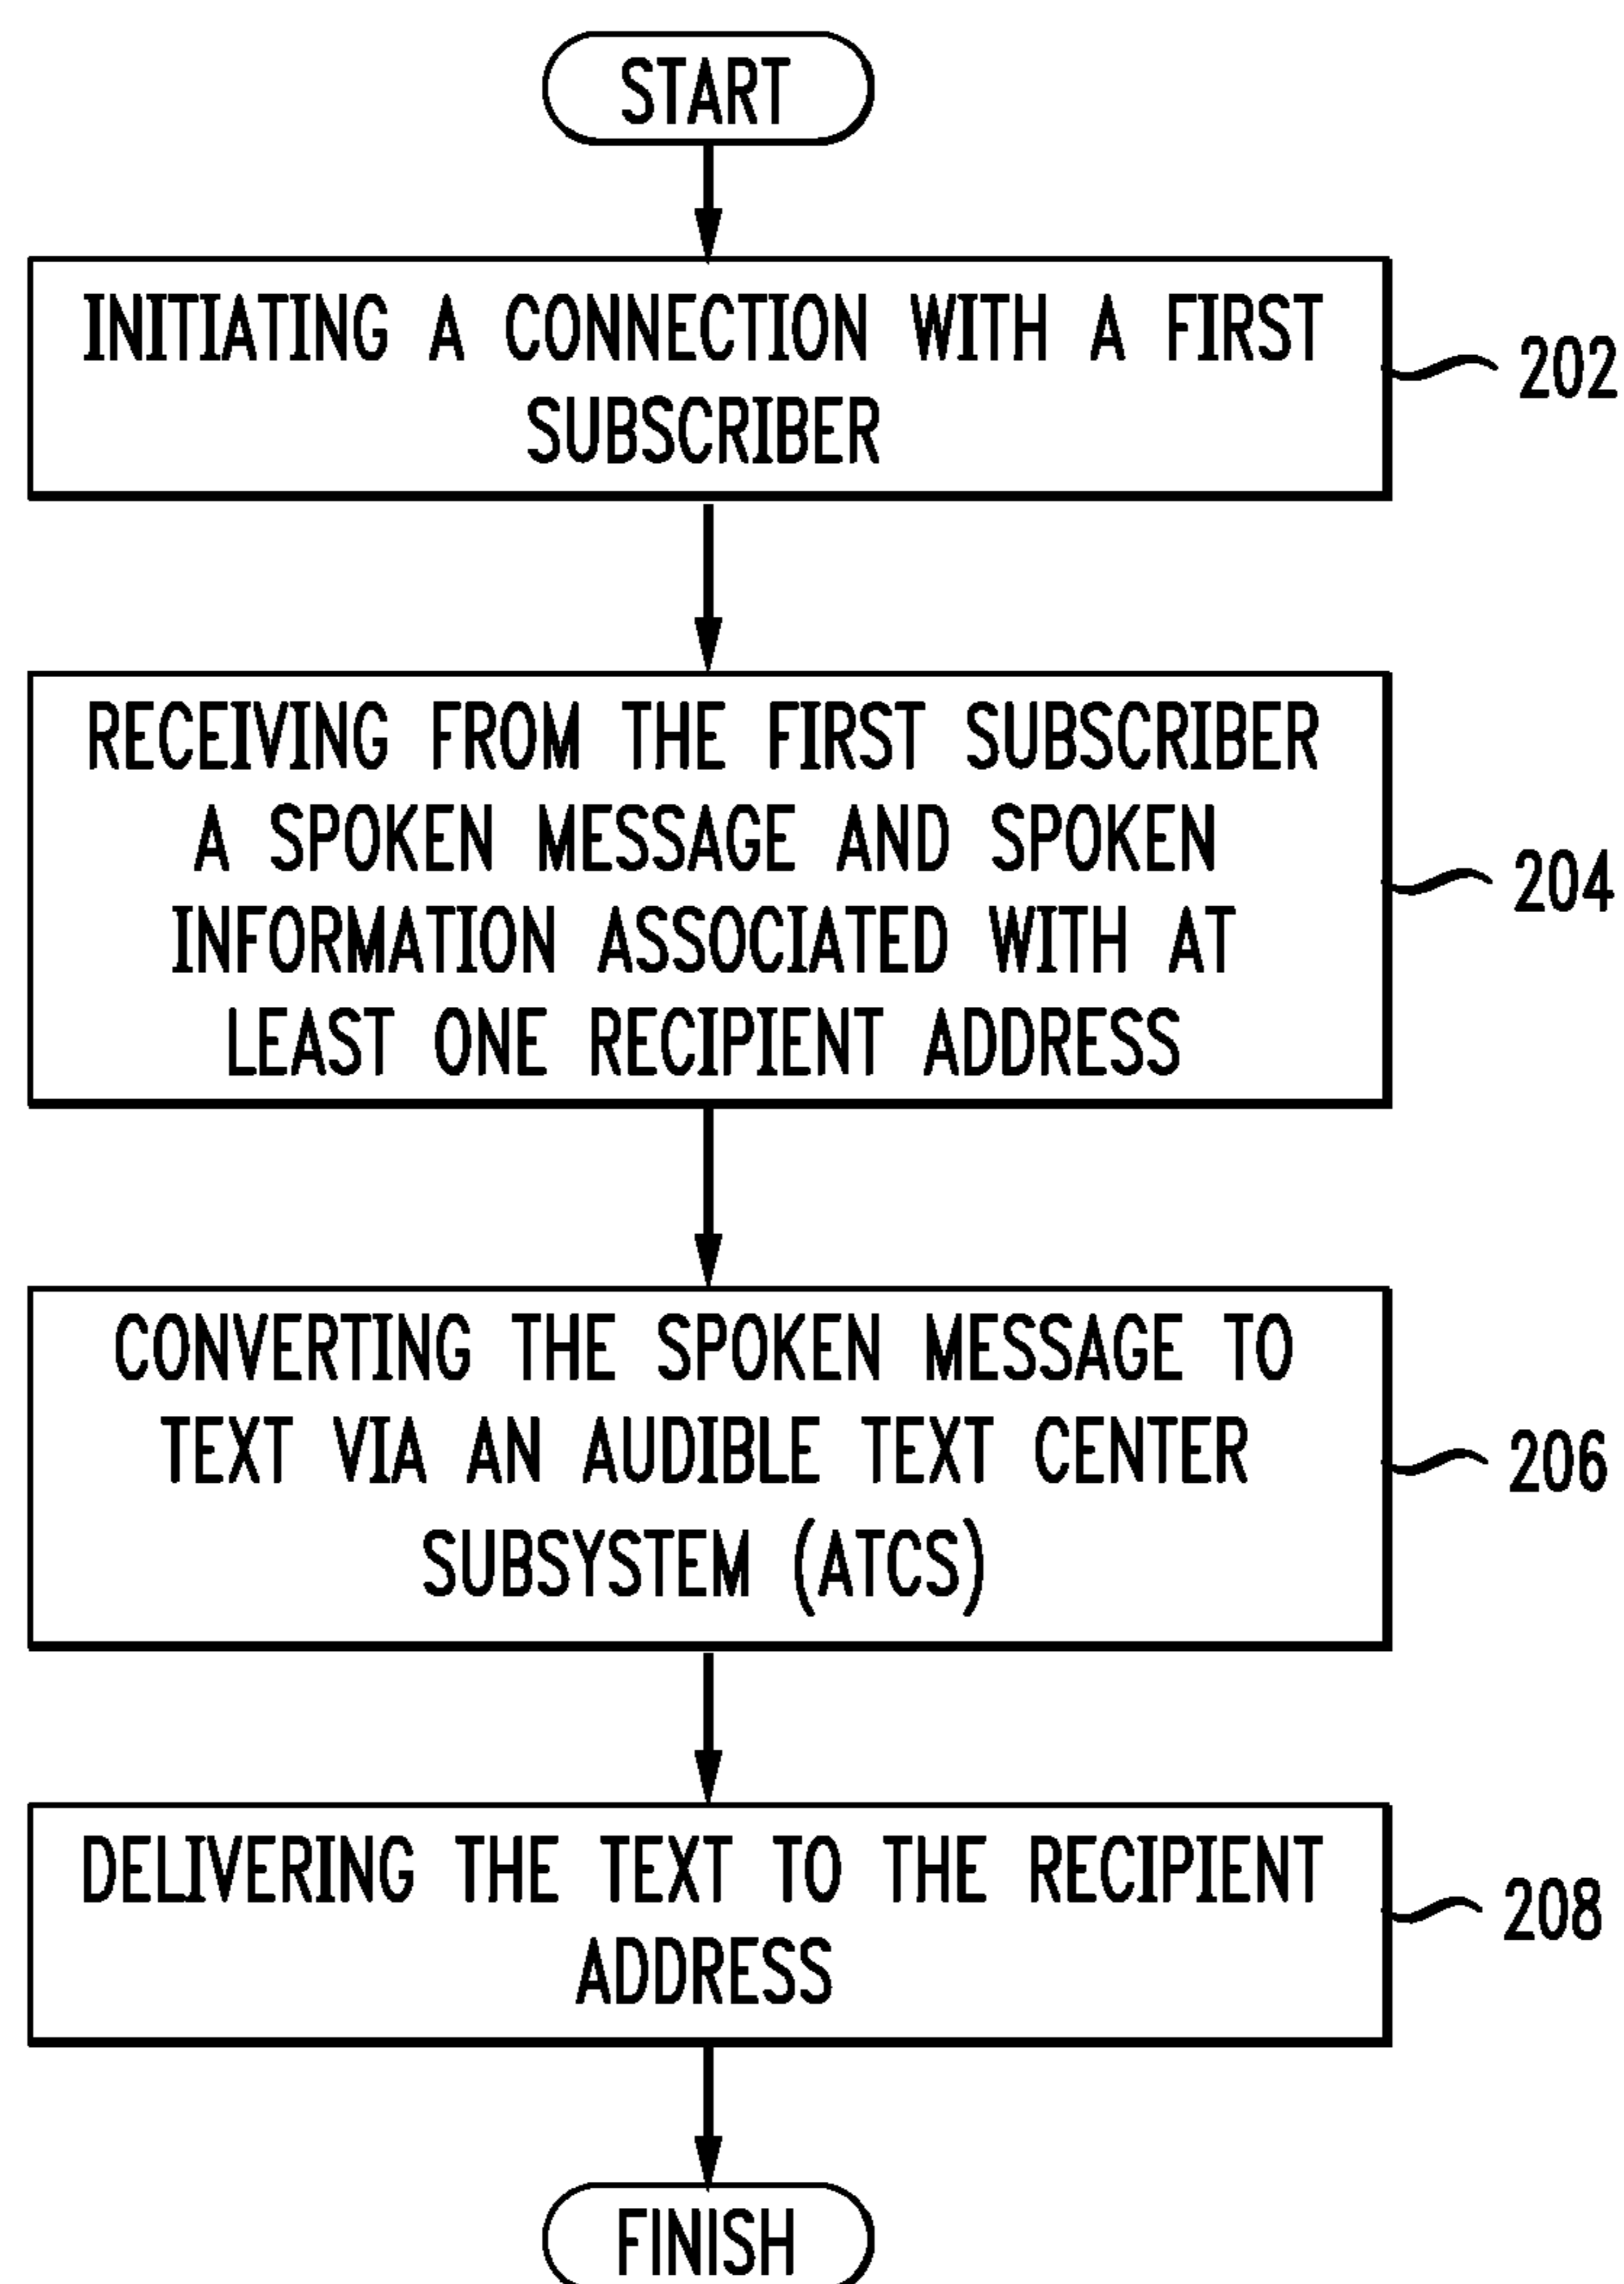 START
INITIATING A CONNECTION WITH A FIRST
SUBSCRIBER
202
RECEIVING FROM THE FIRST SUBSCRIBER
A SPOKEN MESSAGE AND SPOKEN
INFORMATION ASSOCIATED WITH AT
LEAST ONE RECIPIENT ADDRESS
204
CONVERTING THE SPOKEN MESSAGE TO
TEXT VIA AN AUDIBLE TEXT CENTER
SUBSYSTEM (ATCS)
206
DELIVERING THE TEXT TO THE RECIPIENT
ADDRESS
208
FINISH